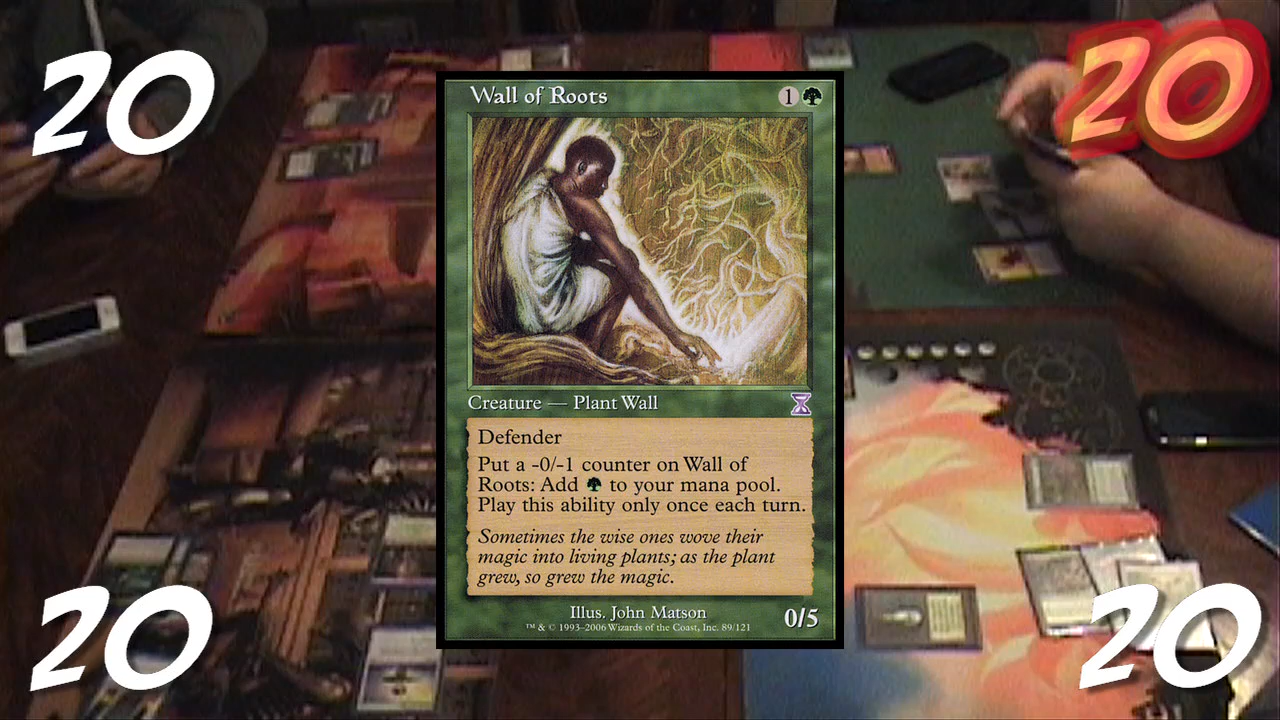 20
20
Wall of Roots 1
Creature — Plant Wall
Defender
Put a -0/-1 counter on Wall of
Roots: Add to your mana pool.
Play this ability only once each turn.
Sometimes the wise ones wove their
magic into living plants; as the plant
grew, so grew the magic.
Illus. John Matson
™ & © 1993–2006 Wizards of the Coast, Inc. 89/121
0/5
20
20